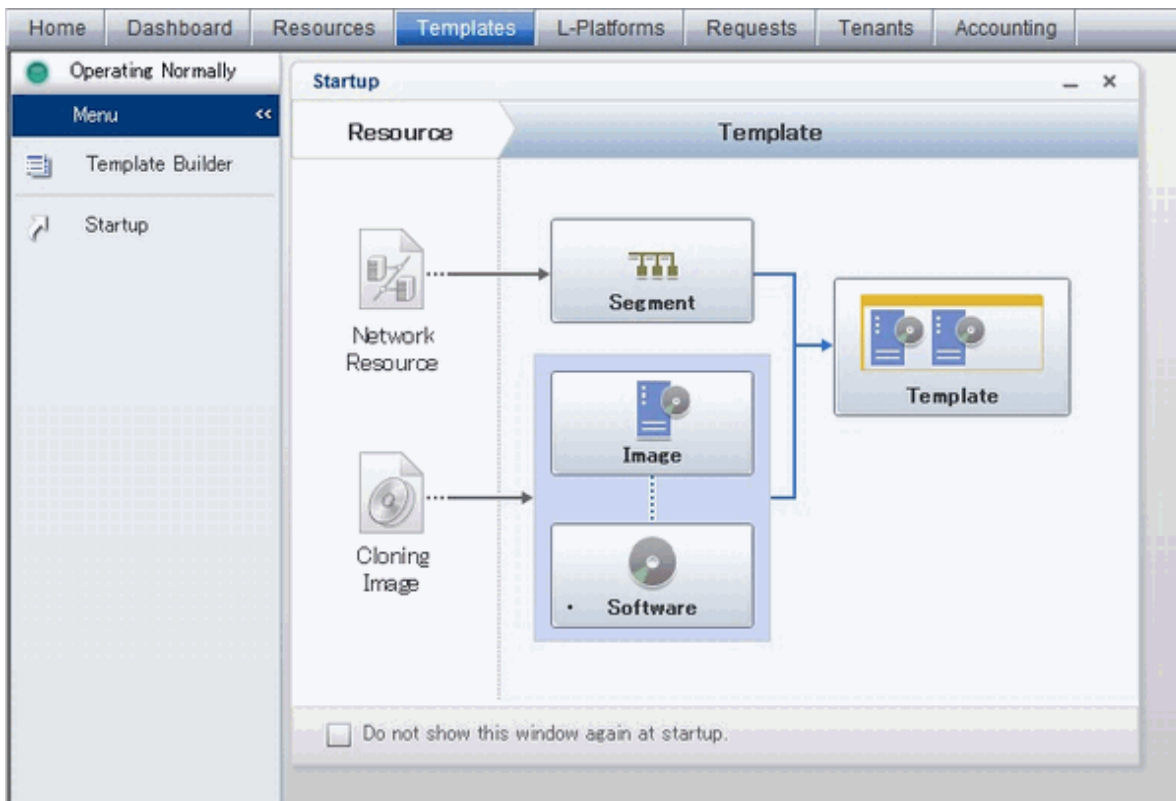 Home Dashboard Resources Templates L-Platforms Requests Tenants Accounting
Operating Normally
Menu <<
Template Builder
Startup
Startup
Resource Template
Segment
Network
Resource
Template
Image
Cloning
Image
Software
Do not show this window again at startup.